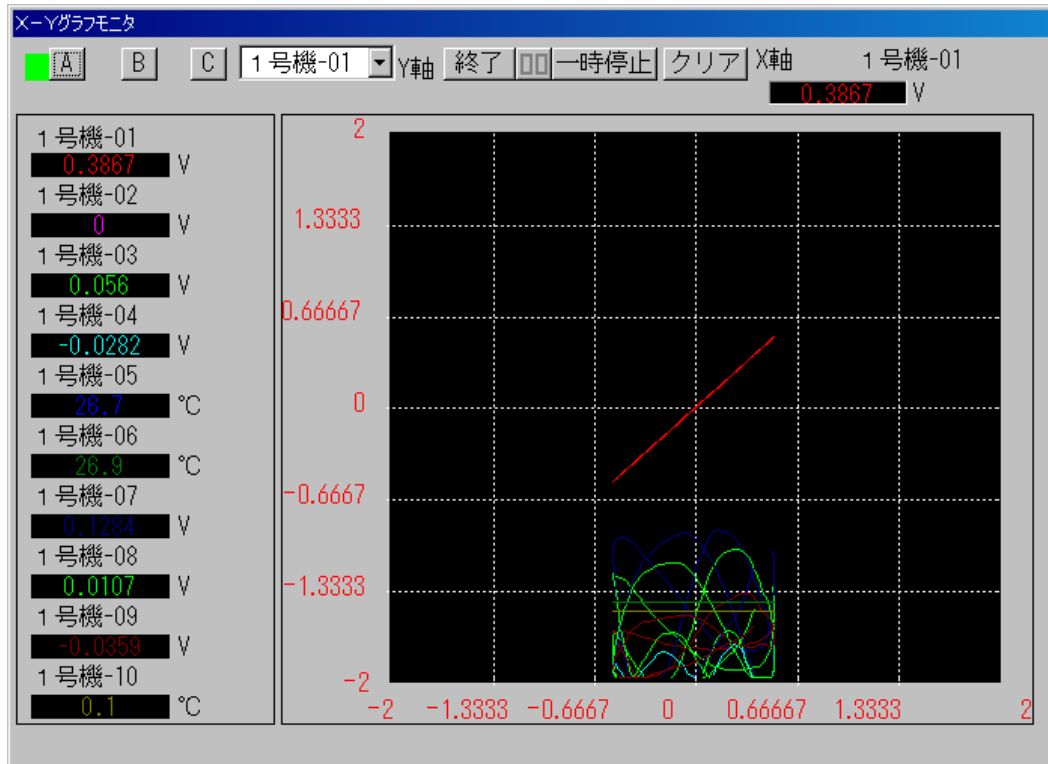 X-Yグラフモニタ
A B C 1号機-01 Y軸 終了 一時停止 クリア X軸 1号機-01
0.3867 V
1号機-01
0.3867 V
1号機-02
0 V
1号機-03
0.056 V
1号機-04
-0.0282 V
1号機-05
26.7 °C
1号機-06
26.9 °C
1号機-07
0.1284 V
1号機-08
0.0107 V
1号機-09
-0.0359 V
1号機-10
0.1 °C
2
1.3333
0.66667
0
-0.6667
-1.3333
-2
-2 -1.3333 -0.6667 0 0.66667 1.3333 2